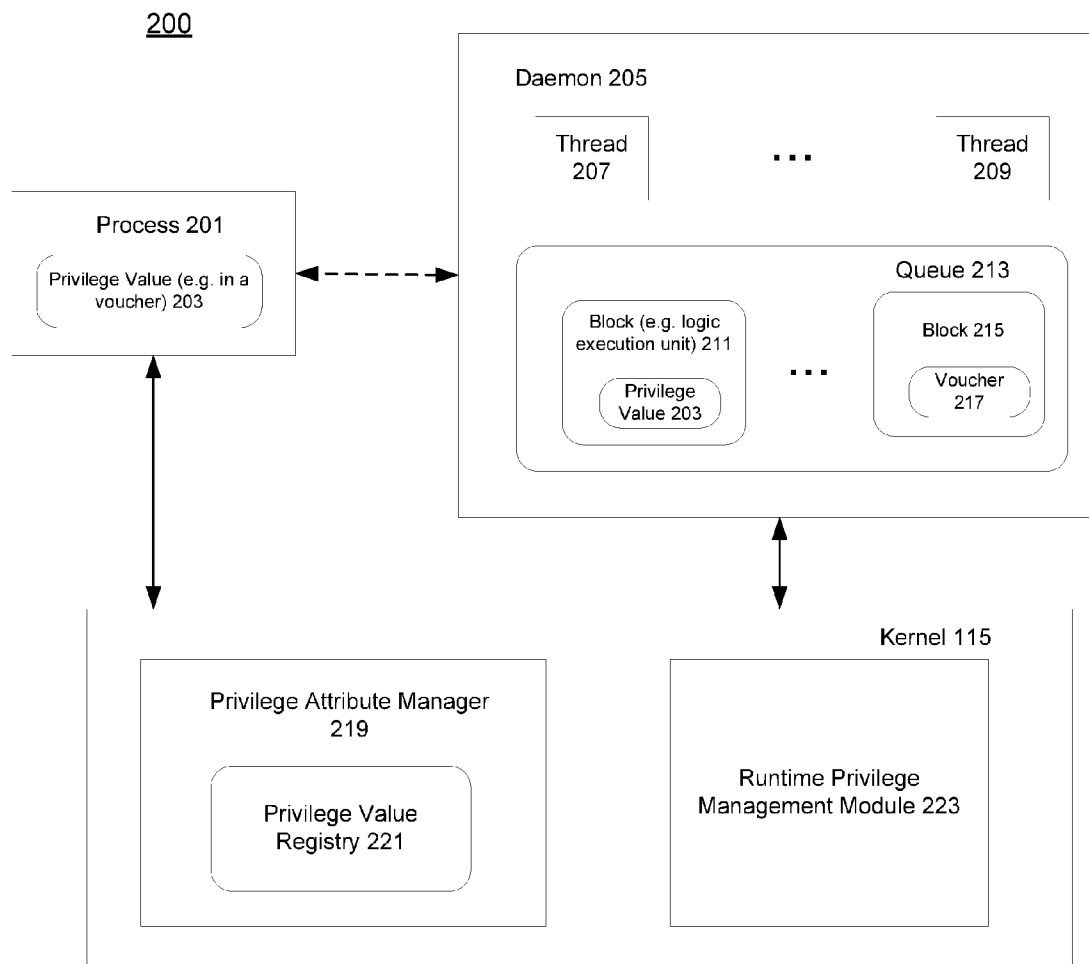 200
Daemon 205
Thread
207
...
Thread
209
Process 201
Privilege Value (e.g. in a
voucher) 203
Queue 213
Block (e.g. logic
execution unit) 211
Privilege
Value 203
...
Block 215
Voucher
217
Kernel 115
Privilege Attribute Manager
219
Privilege Value
Registry 221
Runtime Privilege
Management Module 223